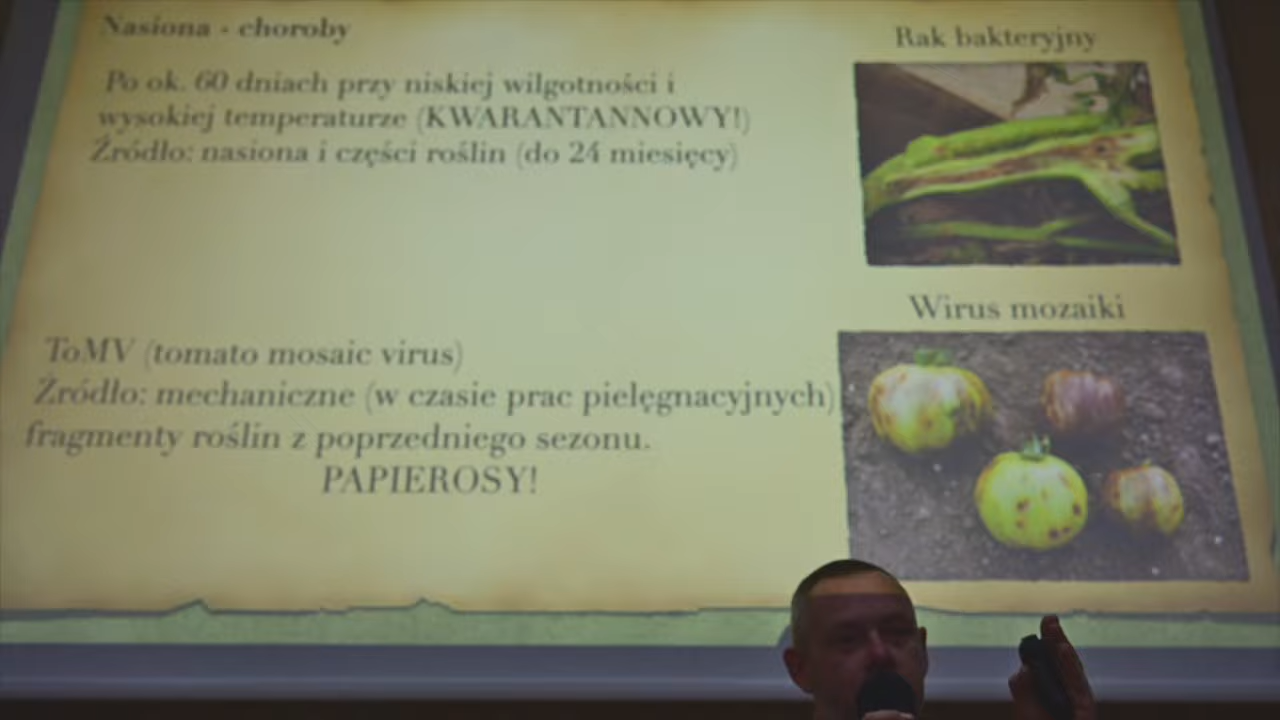 Nasiona - choroby
Rak bakteryjny
Po ok. 60 dniach przy niskiej wilgotności i
wysokiej temperaturze (KWARANTANNOWY!)
Źródło: nasiona i części roślin (do 24 miesięcy)
Wirus mozaiki
ToMV (tomato mosaic virus)
Źródło: mechaniczne (w czasie prac pielęgnacyjnych)
fragmenty roślin z poprzedniego sezonu.
PAPIEROSY!